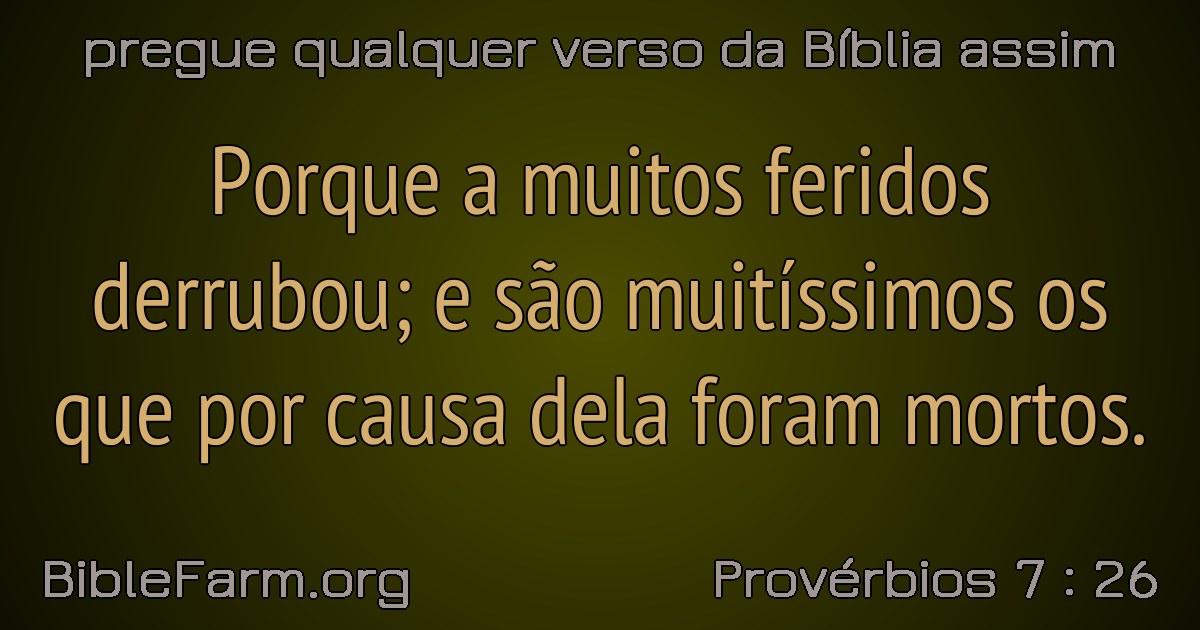 pregue qualquer verso da Bíblia assim
Porque a muitos feridos
derrubou; e são muitíssimos os
que por causa dela foram mortos.
BibleFarm.org
Provérbios 7 : 26